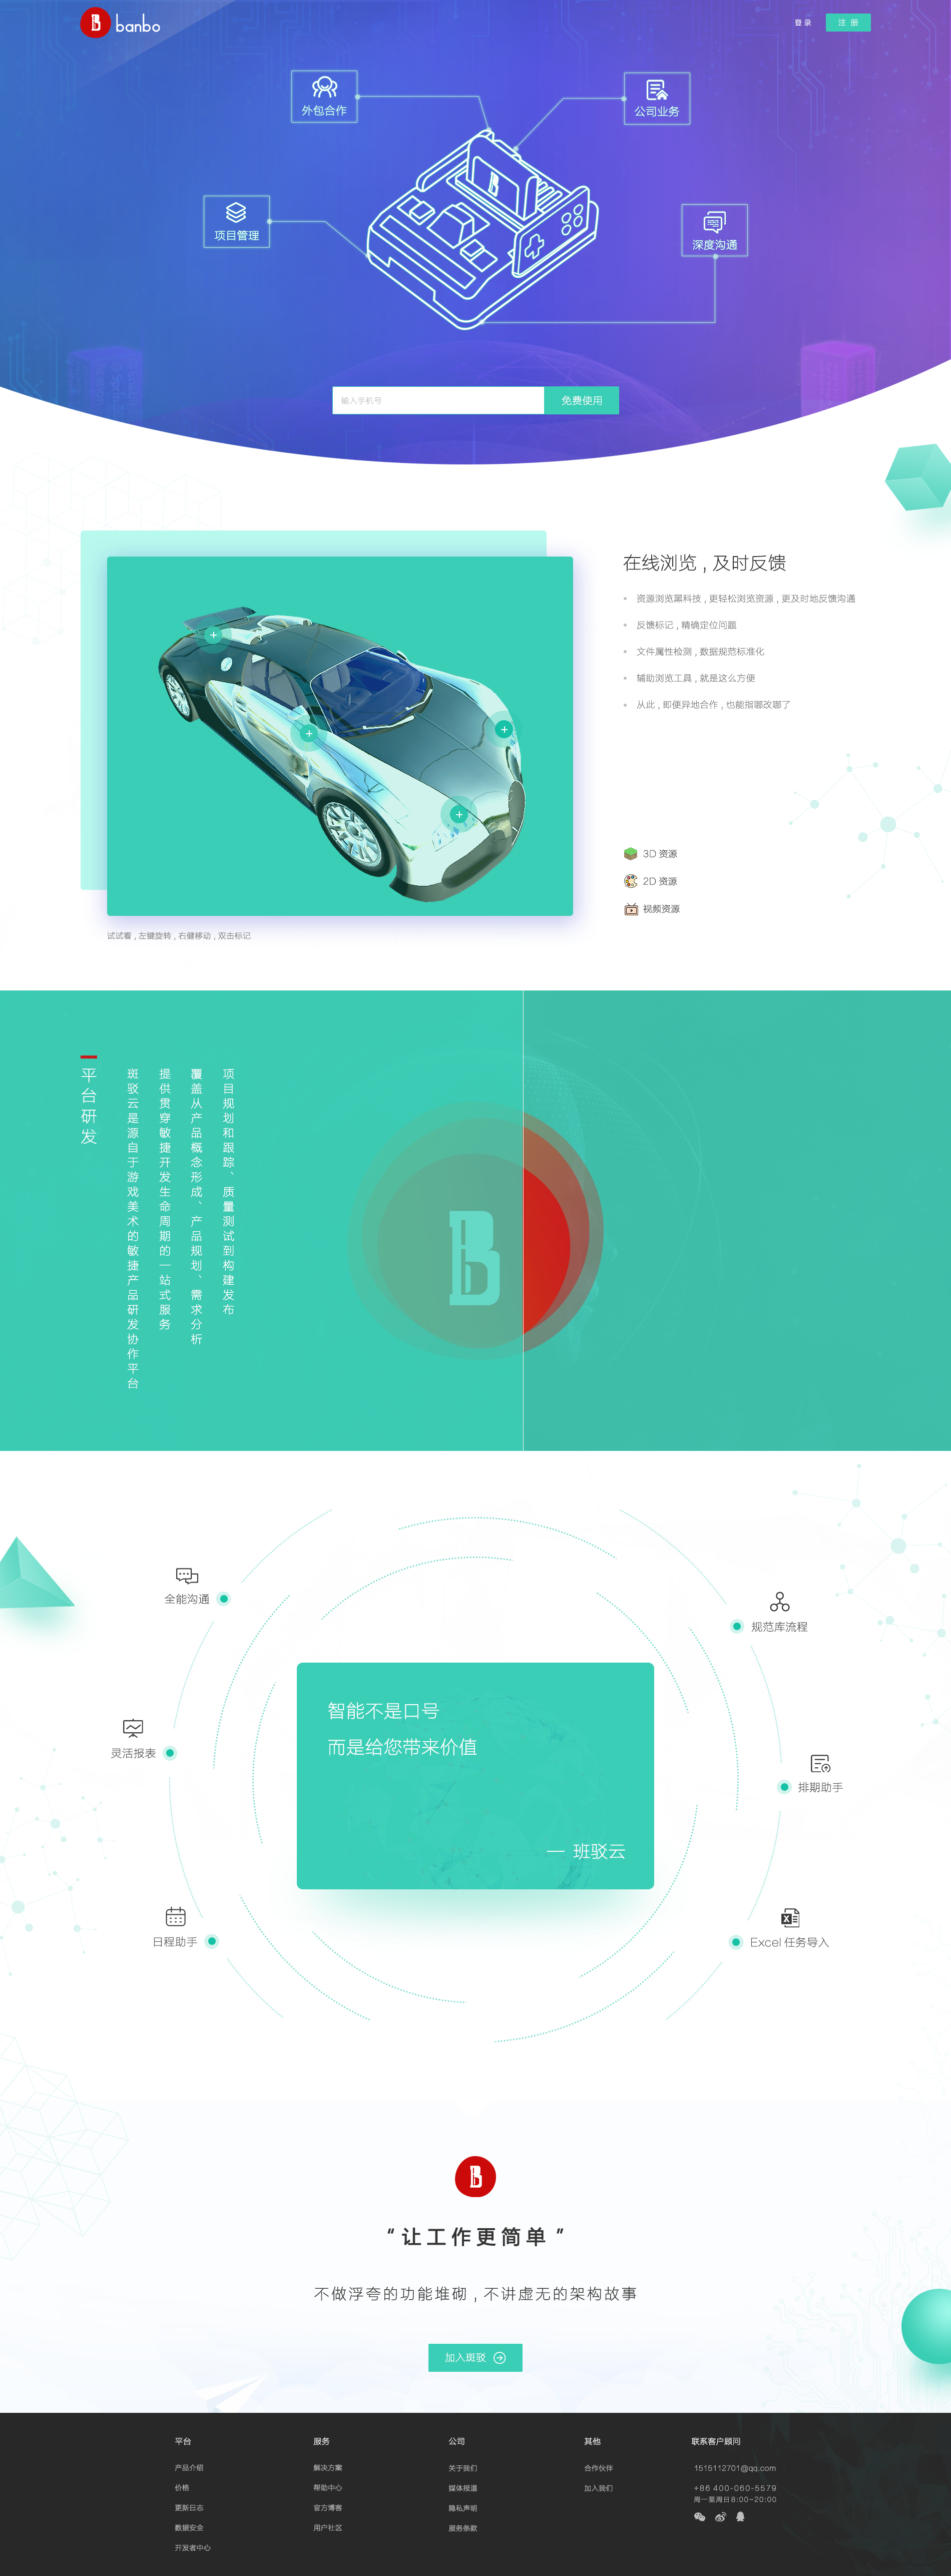 banbo
登 录
注 册
外包合作
公司业务
项目管理
深度沟通
输入手机号
免费使用
在线浏览 , 及时反馈
资源浏览黑科技 , 更轻松浏览资源 , 更及时地反馈沟通
反馈标记 , 精确定位问题
文件属性检测 , 数据规范标准化
辅助浏览工具 , 就是这么方便
从此 , 即便异地合作 , 也能指哪改哪了
3D 资源
2D 资源
视频资源
试试看 , 左键旋转 , 右键移动 , 双击标记
平台研发
斑驳云是源自于游戏美术的敏捷产品研发协作平台
提供贯穿敏捷开发生命周期的一站式服务
覆盖从产品概念形成、产品规划、需求分析
项目规划和跟踪、质量测试到构建发布
B
全能沟通
规范库流程
灵活报表
排期助手
日程助手
Excel 任务导入
智能不是口号
而是给您带来价值
— 班驳云
B
“让工作更简单”
不做浮夸的功能堆砌 , 不讲虚无的架构故事
加入斑驳
平台
产品介绍
价格
更新日志
数据安全
开发者中心
服务
解决方案
帮助中心
官方博客
用户社区
公司
关于我们
媒体报道
隐私声明
服务条款
其他
合作伙伴
加入我们
联系客户顾问
1515112701@qq.com
+86 400-060-5579
周一至周日8:00-20:00